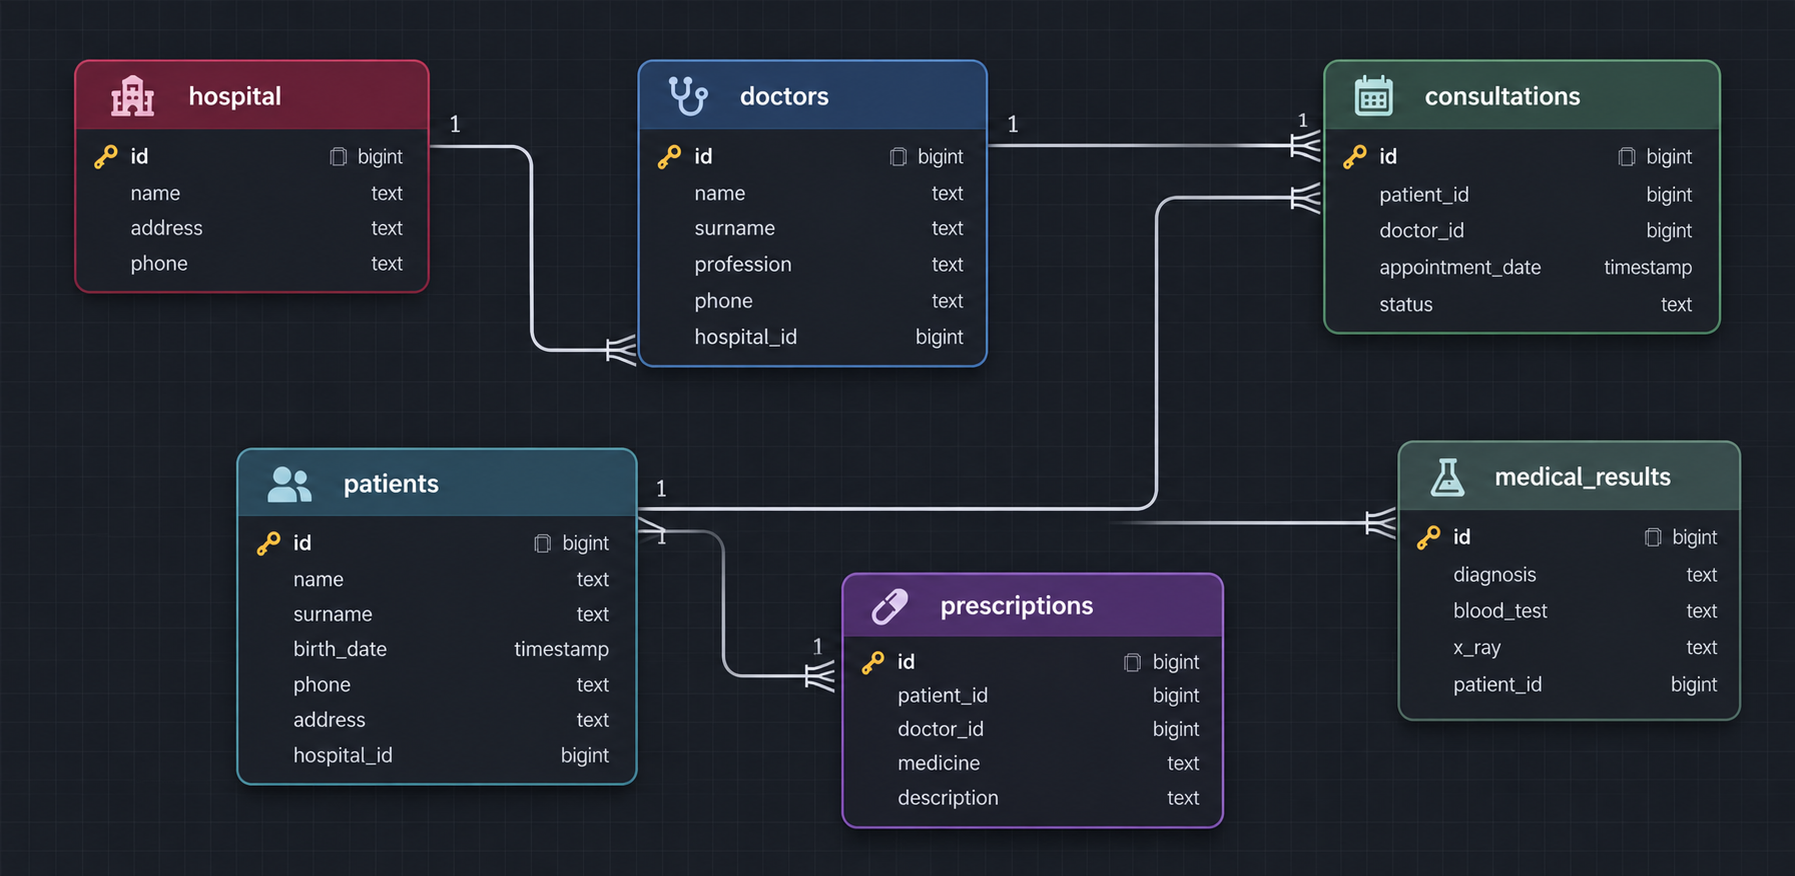 hospital
id bigint
name text
address text
phone text
1
doctors
id bigint
name text
surname text
profession text
phone text
hospital_id bigint
1
1
consultations
id bigint
patient_id bigint
doctor_id bigint
appointment_date timestamp
status text
patients
id bigint
name text
surname text
birth_date timestamp
phone text
address text
hospital_id bigint
1
1
1
prescriptions
id bigint
patient_id bigint
doctor_id bigint
medicine text
description text
medical_results
id bigint
diagnosis text
blood_test text
x_ray text
patient_id bigint